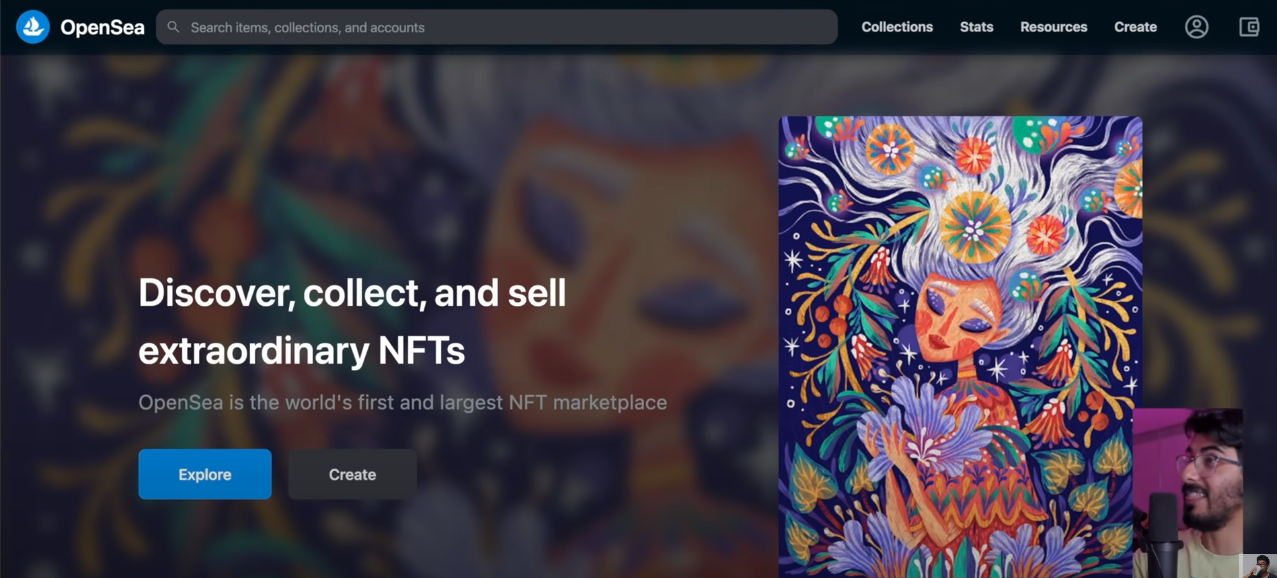 OpenSea
Search items, collections, and accounts
Collections
Stats
Resources
Create
Discover, collect, and sell
extraordinary NFTs
OpenSea is the world's first and largest NFT marketplace
Explore
Create